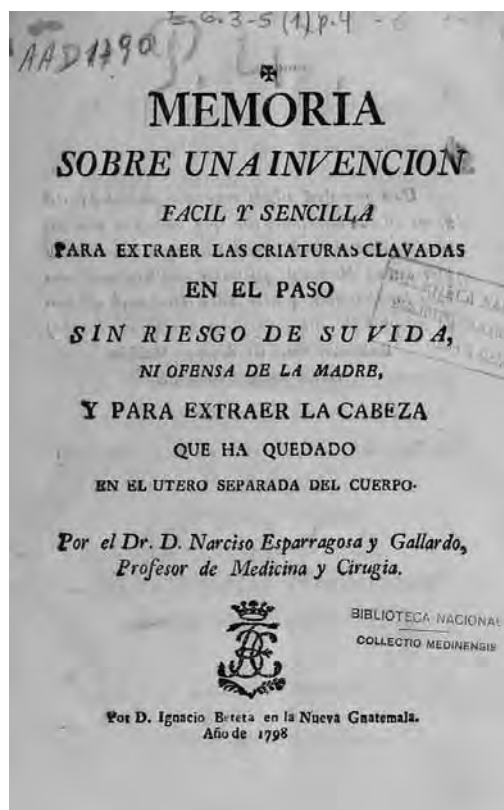 E. G. 3-5 (1) p. 4
AAD1790
MEMORIA
SOBRE UNA INVENCION
FACIL Y SENCILLA
PARA EXTRAER LAS CRIATURAS CLAVADAS
EN EL PASO
SIN RIESGO DE SU VIDA,
NI OFENSA DE LA MADRE,
Y PARA EXTRAER LA CABEZA
QUE HA QUEDADO
EN EL UTERO SEPARADA DEL CUERPO.
Por el Dr. D. Narciso Esparragosa y Gallardo,
Profesor de Medicina y Cirugia.
BIBLIOTECA NACIONAL
COLLECTIO MEDINENSIS
Por D. Ignacio Beteta en la Nueva Guatemala.
Año de 1798